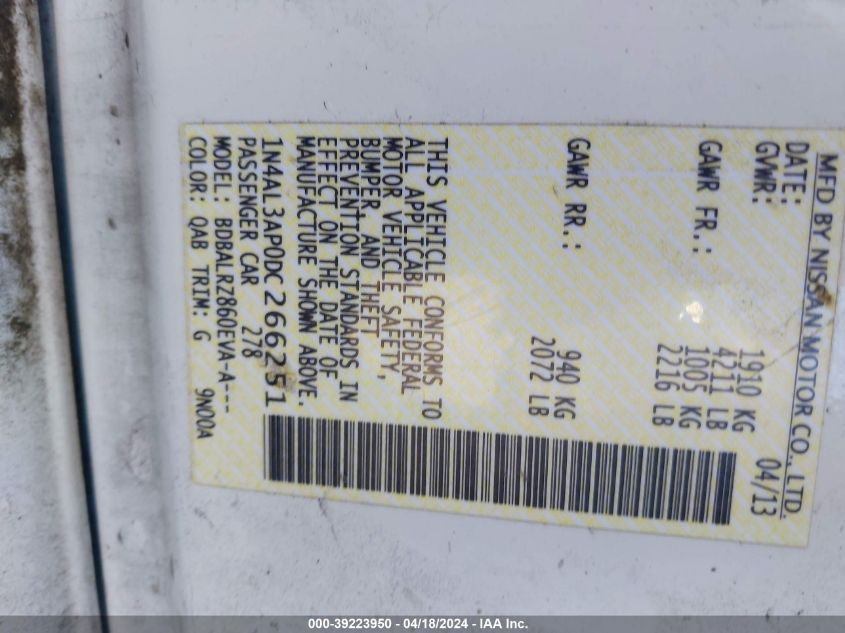 MFD BY NISSAN MOTOR CO., LTD.
DATE: 04/13
GVWR: 1910 KG
4211 LB
GAWR FR.: 1005 KG
2216 LB
GAWR RR.: 940 KG
2072 LB
THIS VEHICLE CONFORMS TO
ALL APPLICABLE FEDERAL
MOTOR VEHICLE SAFETY,
BUMPER, AND THEFT
PREVENTION STANDARDS IN
EFFECT ON THE DATE OF
MANUFACTURE SHOWN ABOVE.
1N4AL3AP0DC266251
PASSENGER CAR 278
MODEL: BDBALRZ860EVA-A---
COLOR: QAB TRIM: G 9N00A
000-39223950 - 04/18/2024 - IAA Inc.